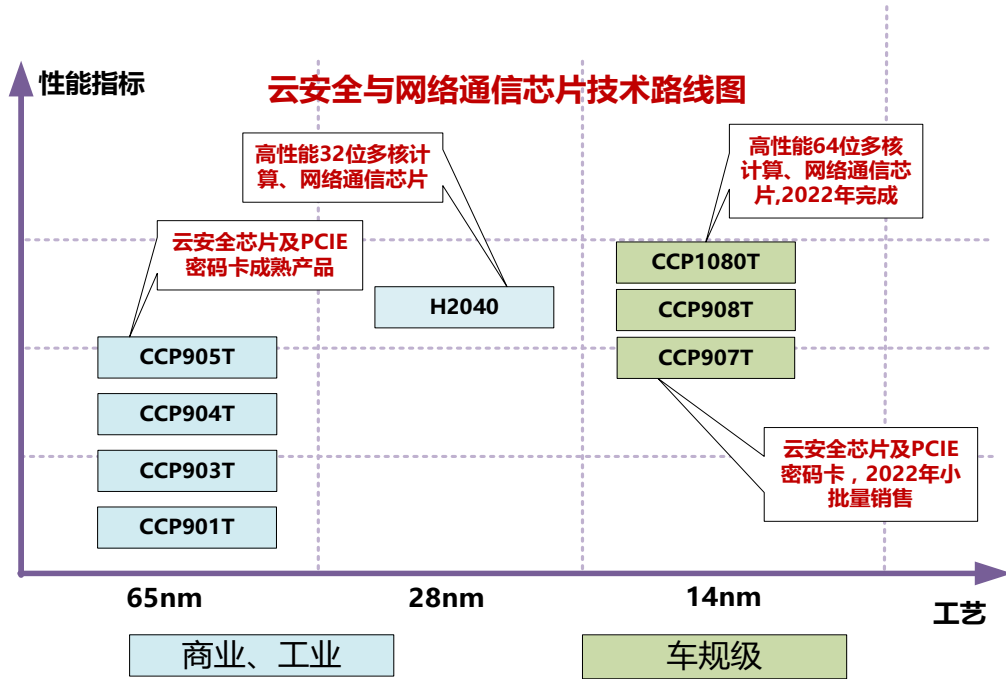 性能指标
云安全与网络通信芯片技术路线图
高性能32位多核计
算、网络通信芯片
高性能64位多核
计算、网络通信芯
片,2022年完成
云安全芯片及PCIE
密码卡成熟产品
CCP1080T
H2040
CCP908T
CCP905T
CCP907T
CCP904T
云安全芯片及PCIE
密码卡，2022年小
批量销售
CCP903T
CCP901T
65nm
28nm
14nm
工艺
商业、工业
车规级